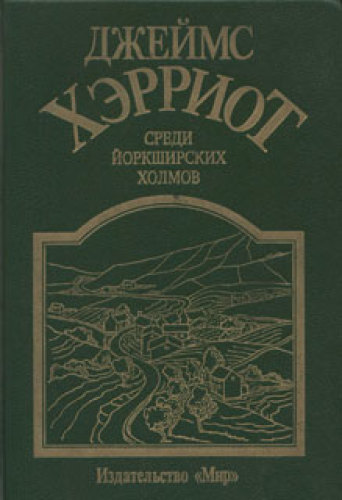 ДЖЕЙМС
ХЭРРИОТ
СРЕДИ
ЙОРКШИРСКИХ
ХОЛМОВ
Издательство «Мир»